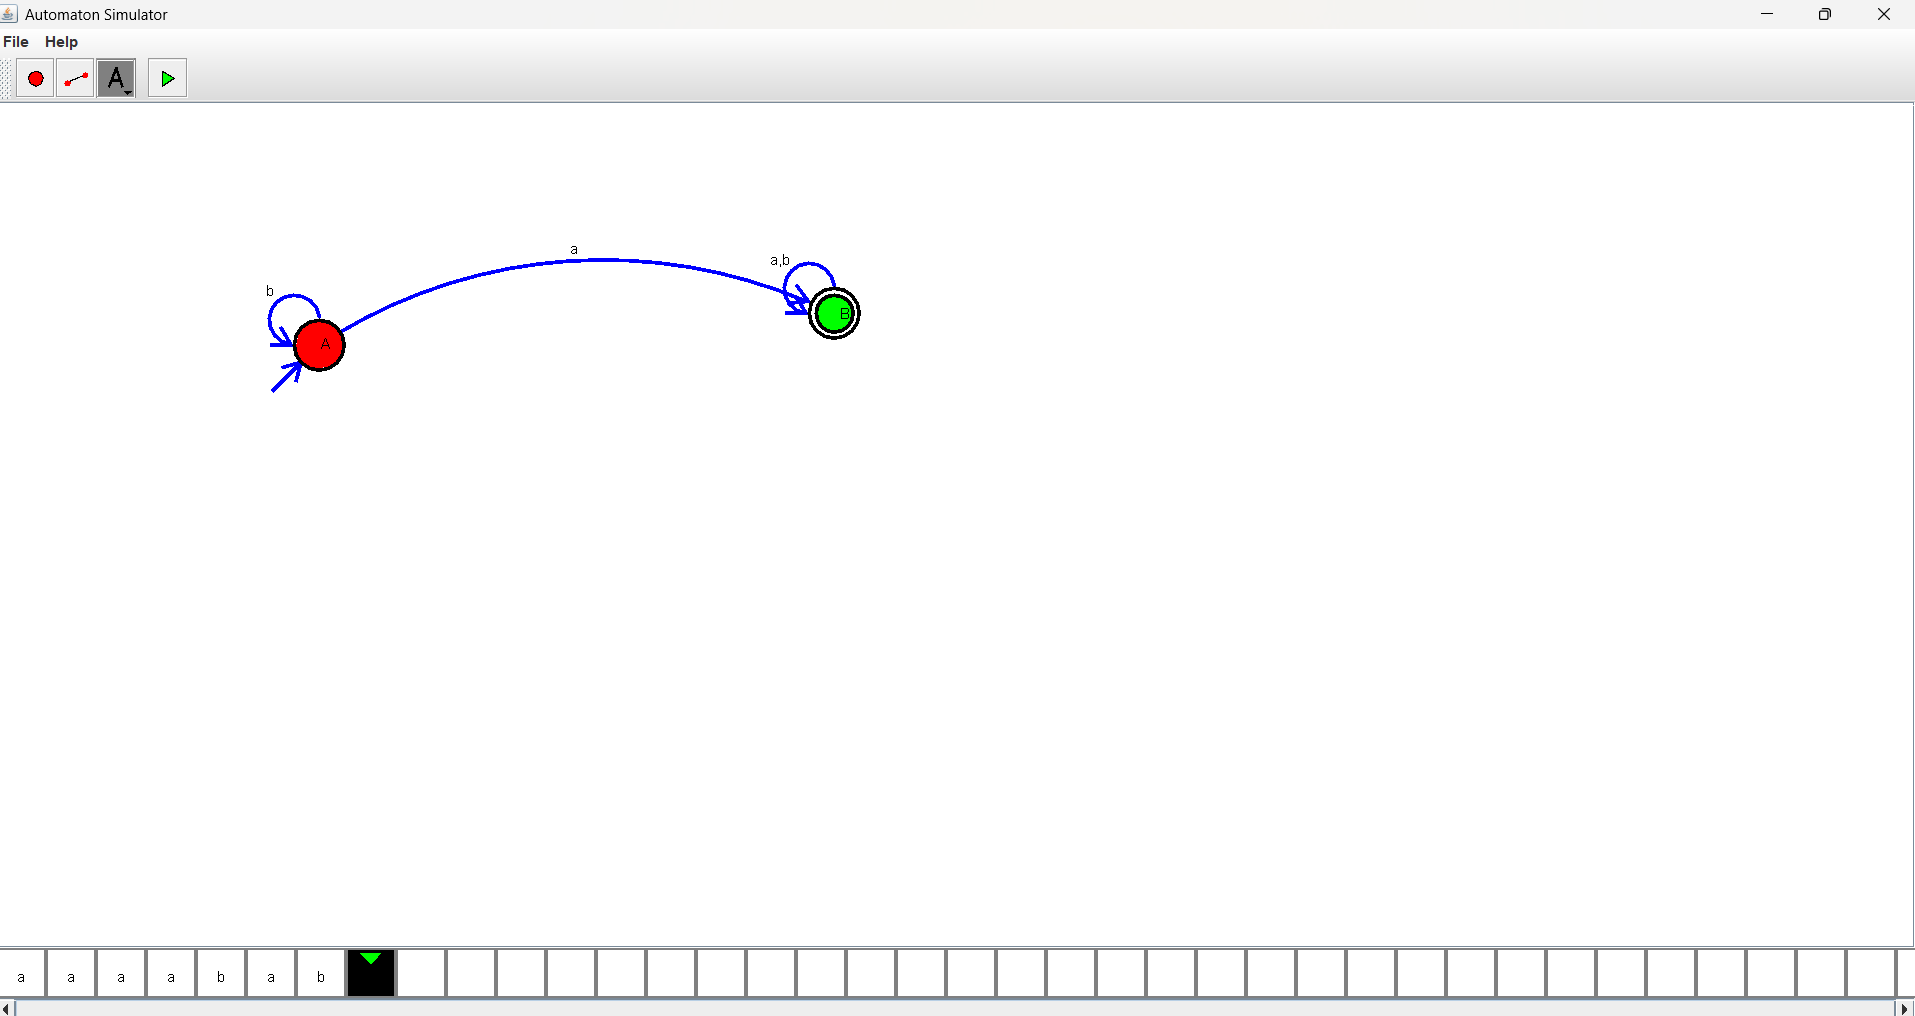 Automaton Simulator
File Help
A
a
a,b
b
B
A
a a a a b a b